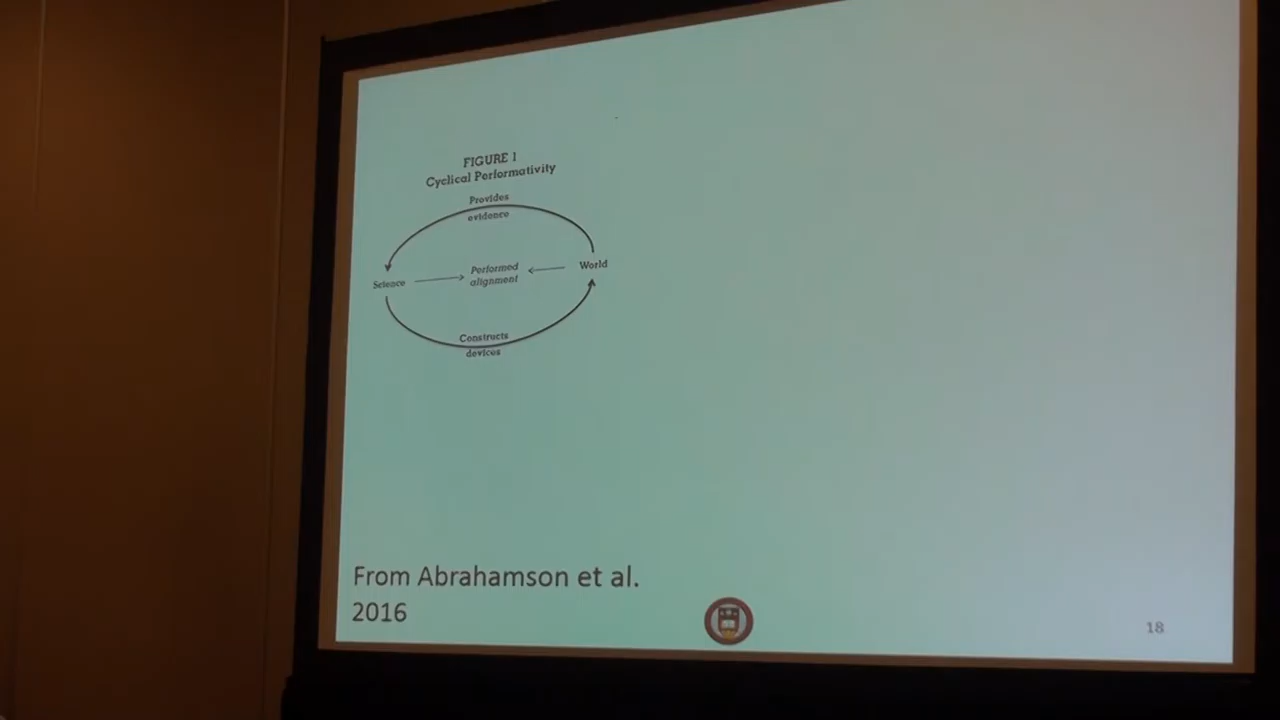 FIGURE 1
Cyclical Performativity
Provides
evidence
Science
Performed
alignment
World
Constructs
devices
From Abrahamson et al.
2016
18